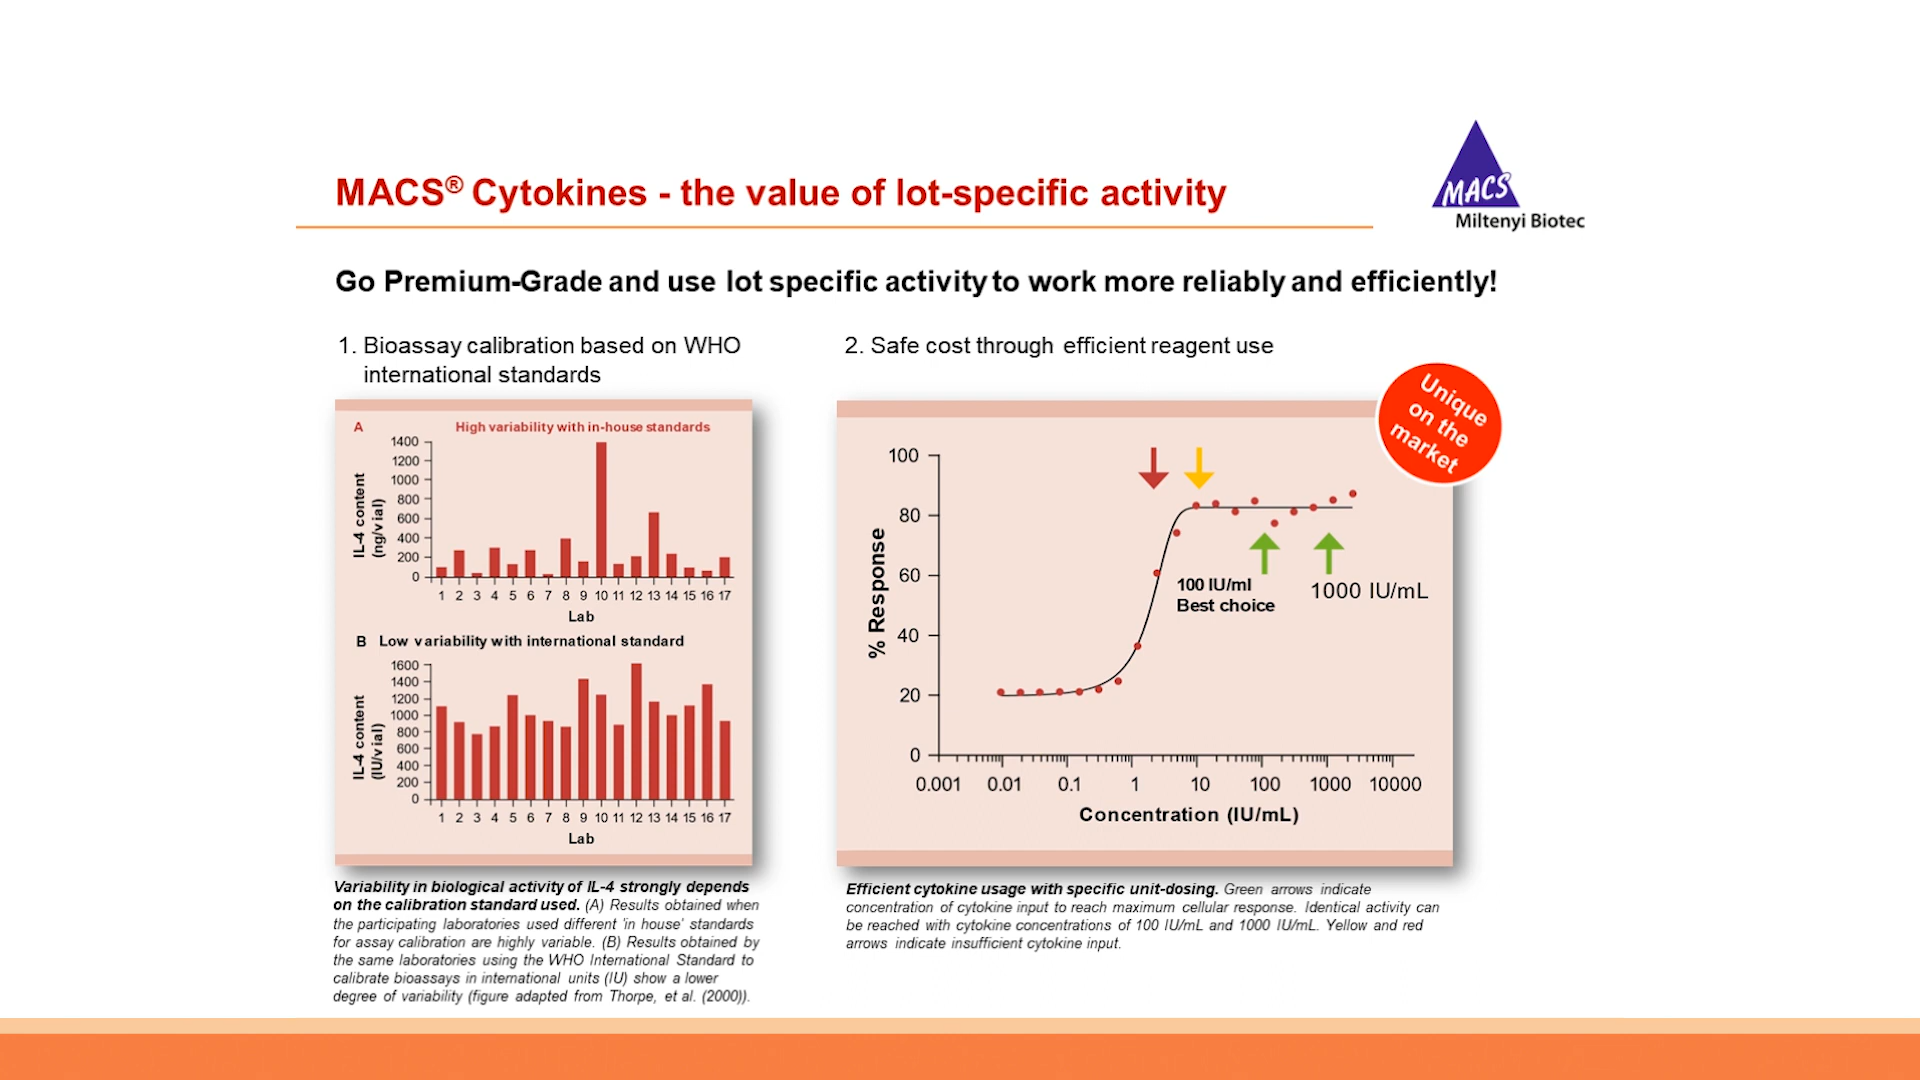 MACS® Cytokines - the value of lot-specific activity
MACS
Miltenyi Biotec
Go Premium-Grade and use lot specific activity to work more reliably and efficiently!
1. Bioassay calibration based on WHO
international standards
A
High variability with in-house standards
IL-4 content
(ng/vial)
1400
1200
1000
800
600
400
200
0
1 2 3 4 5 6 7 8 9 10 11 12 13 14 15 16 17
Lab
B Low variability with international standard
IL-4 content
(IU/vial)
1600
1400
1200
1000
800
600
400
200
0
1 2 3 4 5 6 7 8 9 10 11 12 13 14 15 16 17
Lab
Variability in biological activity of IL-4 strongly depends
on the calibration standard used. (A) Results obtained when
the participating laboratories used different 'in house' standards
for assay calibration are highly variable. (B) Results obtained by
the same laboratories using the WHO International Standard to
calibrate bioassays in international units (IU) show a lower
degree of variability (figure adapted from Thorpe, et al. (2000)).
2. Safe cost through efficient reagent use
Unique
on the
market
% Response
100
80
60
40
20
0
100 IU/ml
Best choice
1000 IU/mL
0.001 0.01 0.1 1 10 100 1000 10000
Concentration (IU/mL)
Efficient cytokine usage with specific unit-dosing. Green arrows indicate
concentration of cytokine input to reach maximum cellular response. Identical activity can
be reached with cytokine concentrations of 100 IU/mL and 1000 IU/mL. Yellow and red
arrows indicate insufficient cytokine input.